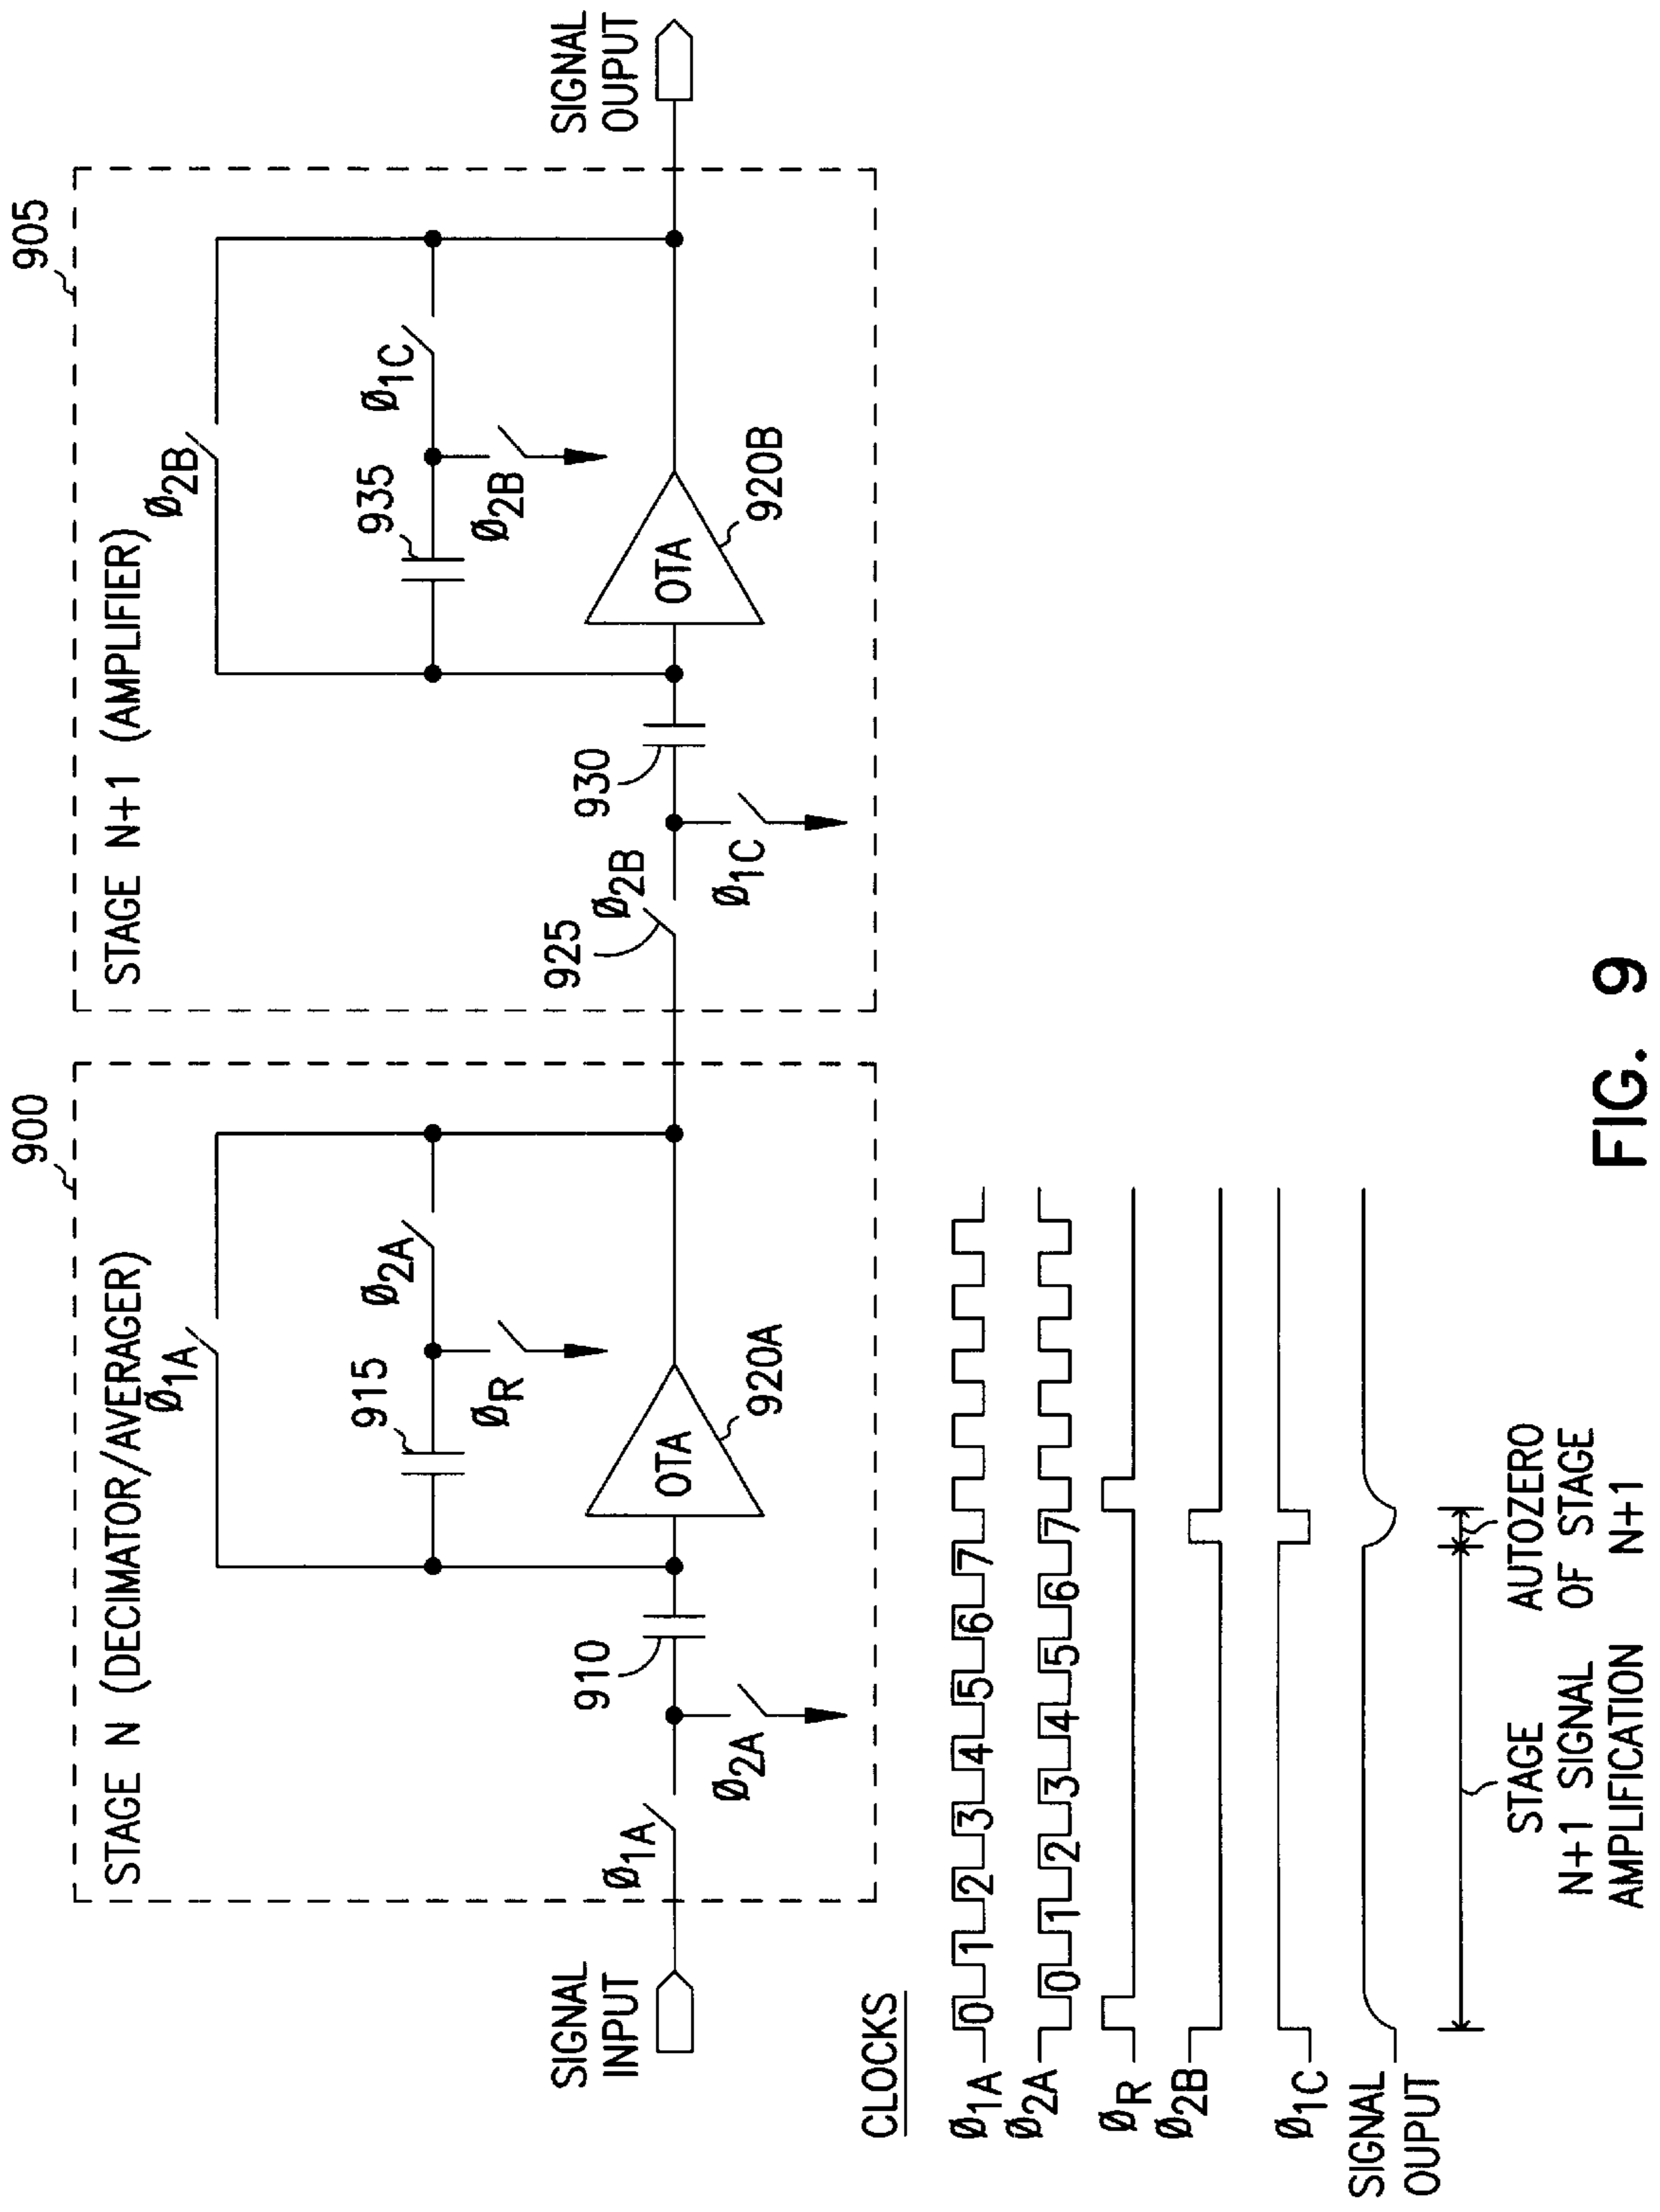 900
905
STAGE N (DECIMATOR/AVERAGER)
STAGE N+1 (AMPLIFIER)
Ø1A
Ø2B
915
Ø2A
935
Ø1C
ØR
Ø2B
SIGNAL
INPUT
Ø1A
910
OTA
925
Ø2B
930
OTA
SIGNAL
OUPUT
Ø2A
920A
Ø1C
920B
CLOCKS
Ø1A 0 1 2 3 4 5 6 7
Ø2A 0 1 2 3 4 5 6 7
ØR
Ø2B
Ø1C
SIGNAL
OUPUT
STAGE
N+1 SIGNAL
AMPLIFICATION
AUTOZERO
OF STAGE
N+1
FIG. 9